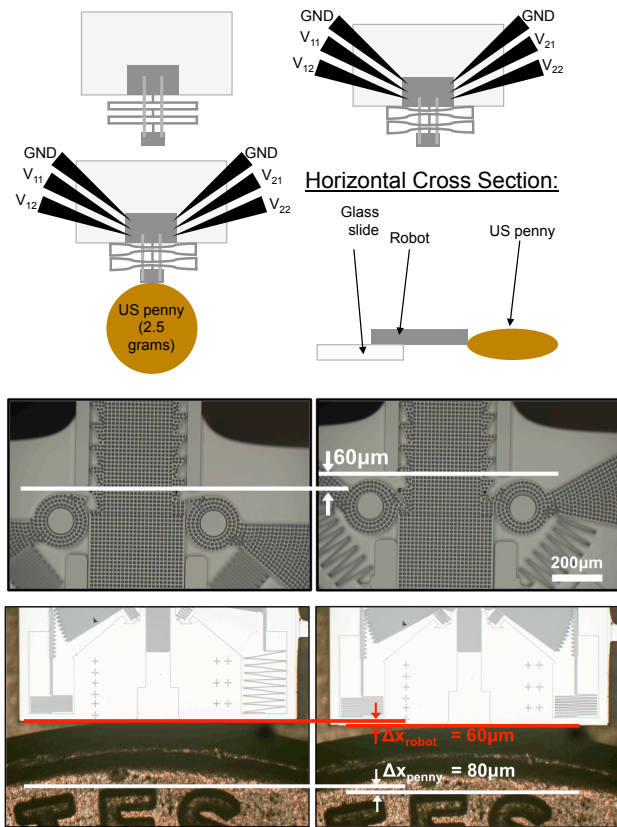 GND
GND
V11
V21
V12
V22
GND
GND
V11
V21
V12
V22
US penny
(2.5
grams)
Horizontal Cross Section:
Glass
slide
Robot
US penny
60µm
200µm
Δxrobot = 60µm
Δxpenny = 80µm
TES